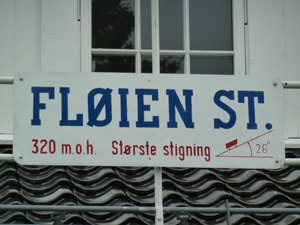 FLØIEN ST.
320 m.o.h. Største stigning 26°